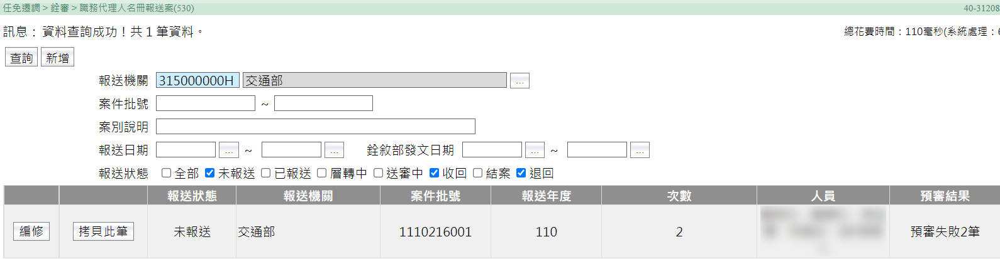 任免遷調 > 銓審 > 職務代理人名冊報送案(530) 40-31208
訊息： 資料查詢成功！共 1 筆資料。 總花費時間：110毫秒(系統處理：6
查詢 新增
報送機關 315000000H 交通部 ...
案件批號 ~
案別說明
報送日期 ... ~ ... 銓敘部發文日期 ... ~ ...
報送狀態 全部 未報送 已報送 層轉中 送審中 收回 結案 退回
報送狀態 報送機關 案件批號 報送年度 次數 人員 預審結果
編修 拷貝此筆 未報送 交通部 1110216001 110 2 預審失敗2筆